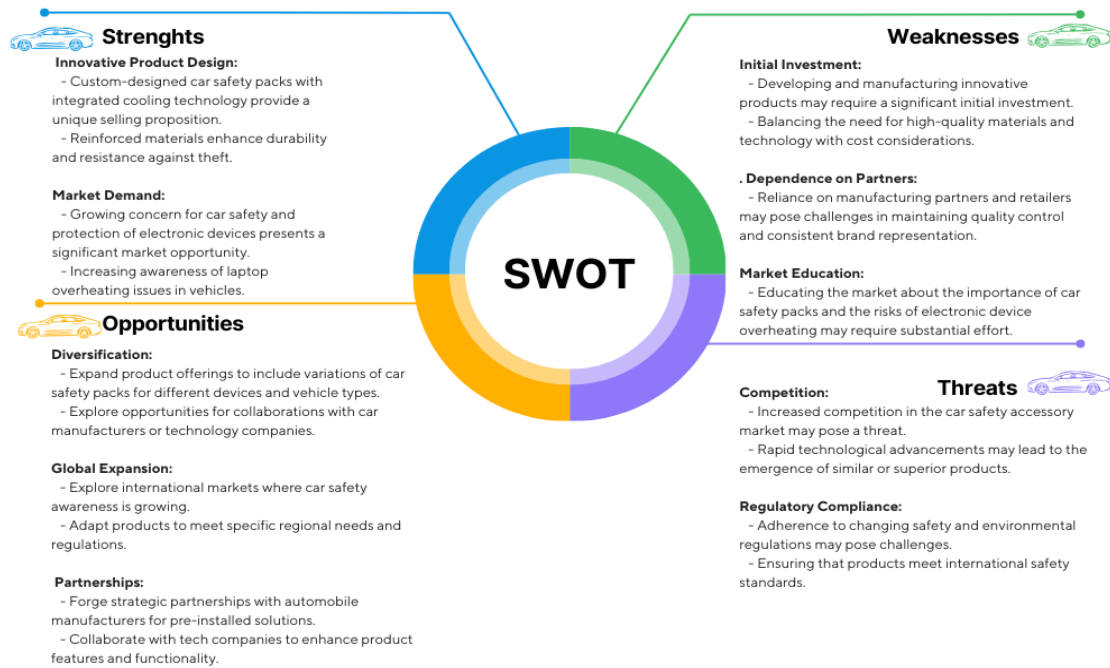 Strenghts
Innovative Product Design:
- Custom-designed car safety packs with
integrated cooling technology provide a
unique selling proposition.
- Reinforced materials enhance durability
and resistance against theft.
Market Demand:
- Growing concern for car safety and
protection of electronic devices presents a
significant market opportunity.
- Increasing awareness of laptop
overheating issues in vehicles.
Weaknesses
Initial Investment:
- Developing and manufacturing innovative
products may require a significant initial investment.
- Balancing the need for high-quality materials and
technology with cost considerations.
. Dependence on Partners:
- Reliance on manufacturing partners and retailers
may pose challenges in maintaining quality control
and consistent brand representation.
Market Education:
- Educating the market about the importance of car
safety packs and the risks of electronic device
overheating may require substantial effort.
SWOT
Opportunities
Diversification:
- Expand product offerings to include variations of car
safety packs for different devices and vehicle types.
- Explore opportunities for collaborations with car
manufacturers or technology companies.
Global Expansion:
- Explore international markets where car safety
awareness is growing.
- Adapt products to meet specific regional needs and
regulations.
Partnerships:
- Forge strategic partnerships with automobile
manufacturers for pre-installed solutions.
- Collaborate with tech companies to enhance product
features and functionality.
Threats
Competition:
- Increased competition in the car safety accessory
market may pose a threat.
- Rapid technological advancements may lead to the
emergence of similar or superior products.
Regulatory Compliance:
- Adherence to changing safety and environmental
regulations may pose challenges.
- Ensuring that products meet international safety
standards.